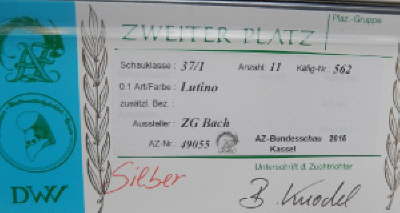 Plaz.-Gruppe
ZWEITER PLATZ
Schauklasse : 37/1 Anzahl 11 Käfig-Nr. 562
0.1 Art/Farbe : Lutino
zusätzl. Bez. :
Aussteller : ZG Bach
AZ-Nr. 49055 AZ-Bundesschau 2016
Kassel
Unterschrift d. Zuchtrichter
Silber
B. Knodel
DWV